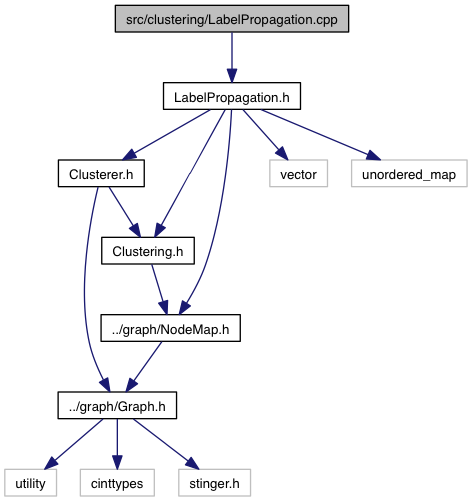 src/clustering/LabelPropagation.cpp
LabelPropagation.h
Clusterer.h
vector
unordered_map
Clustering.h
../graph/NodeMap.h
../graph/Graph.h
utility
cinttypes
stinger.h